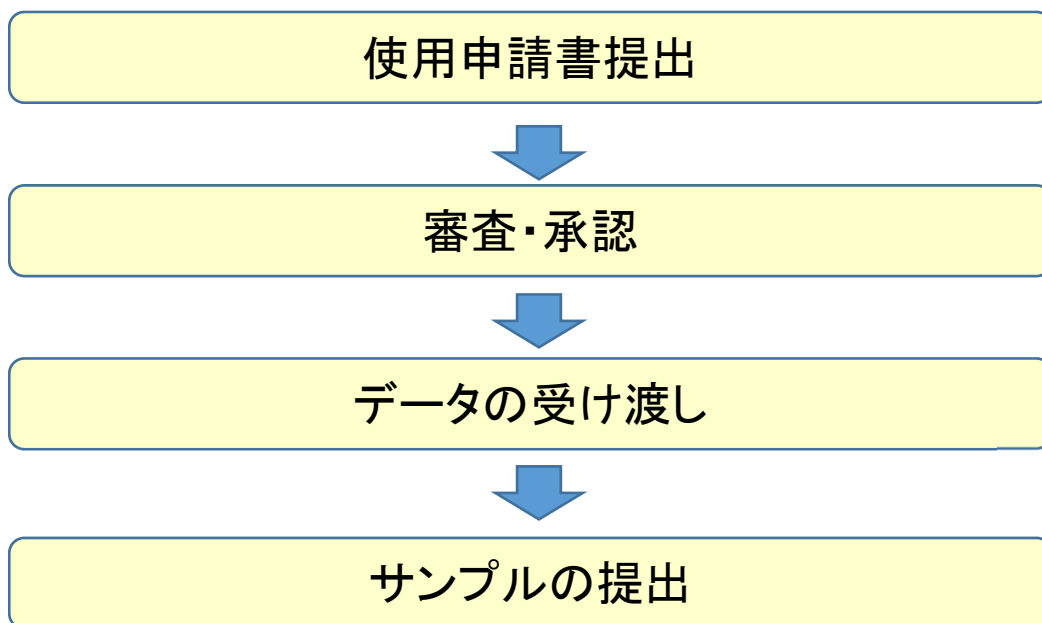 使用申請書提出
審査・承認
データの受け渡し
サンプルの提出